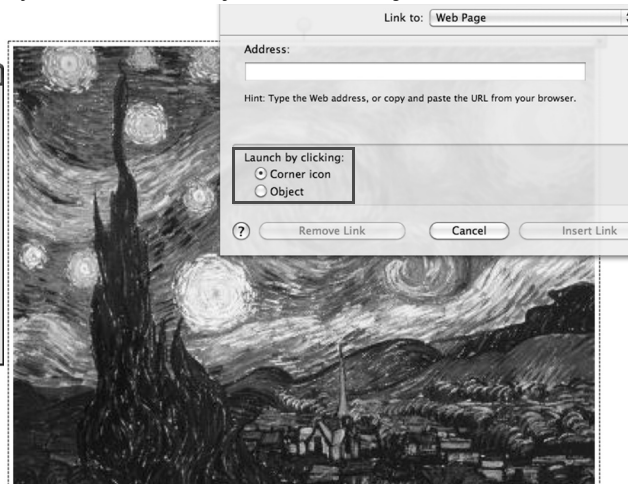 Link to: Web Page
Address:
Hint: Type the Web address, or copy and paste the URL from your browser.
Launch by clicking:
Corner icon
Object
? Remove Link Cancel Insert Link